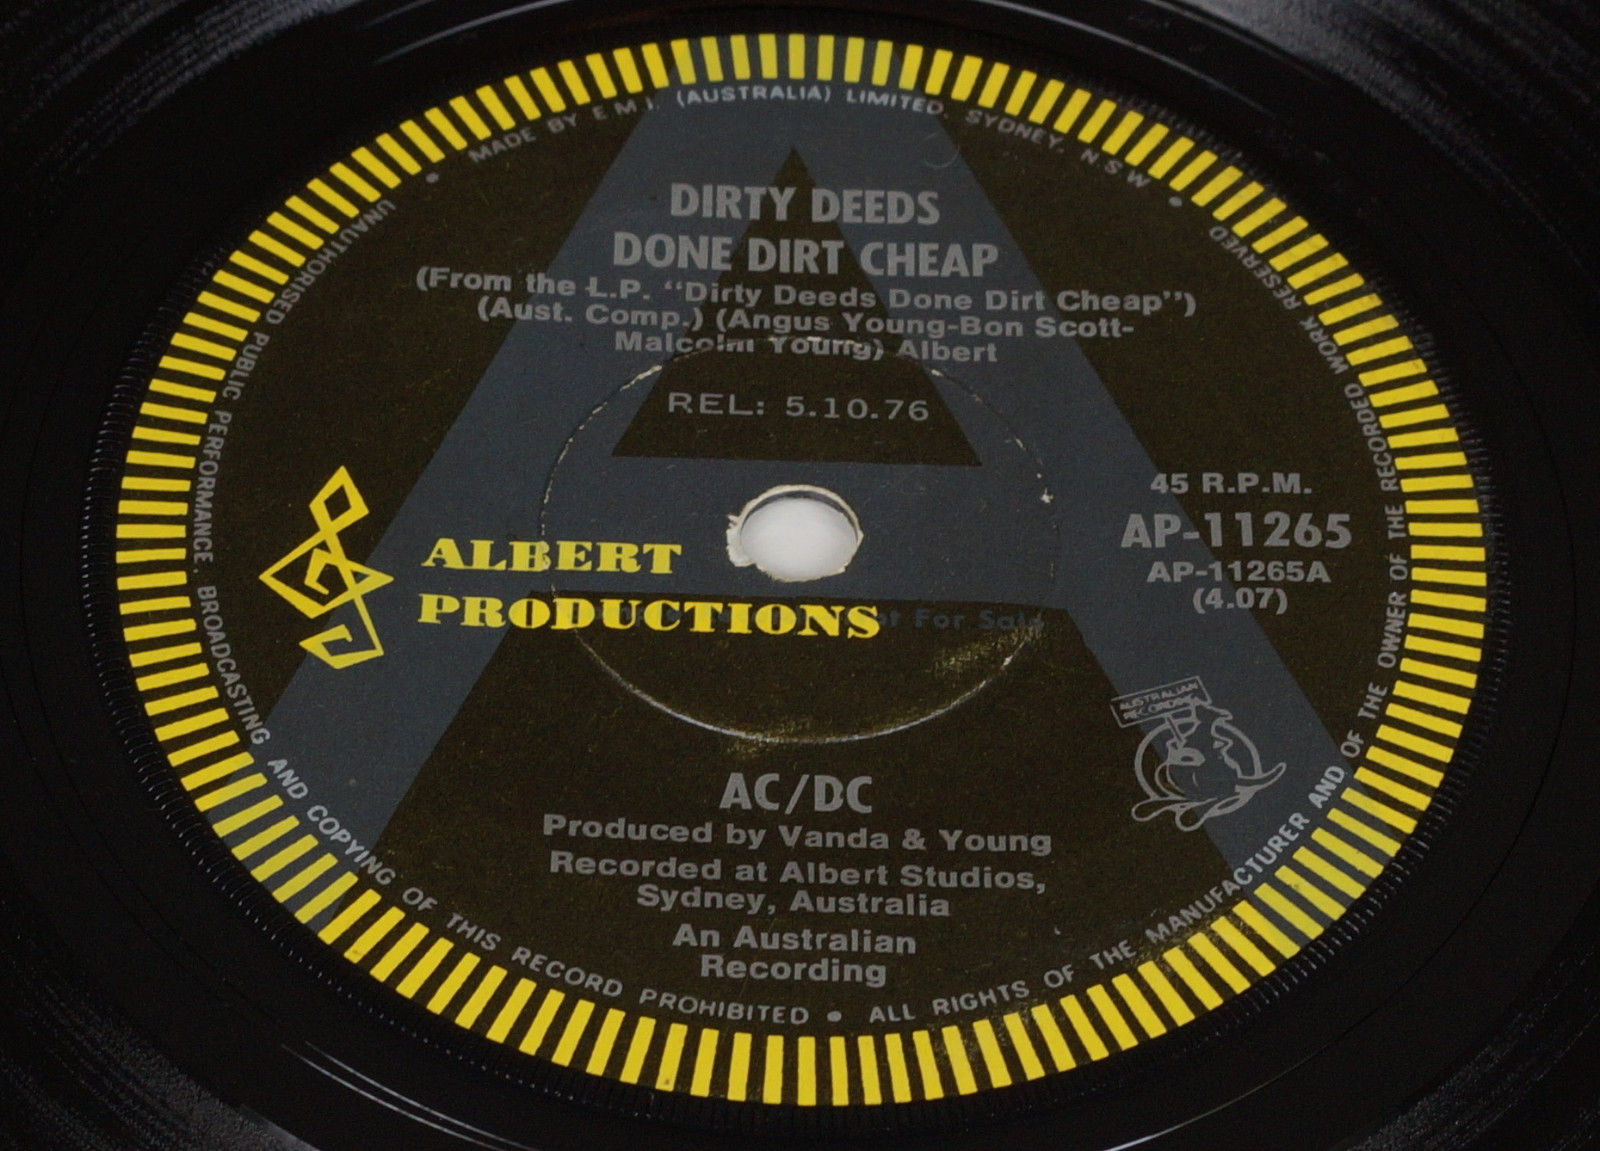 MADE BY E.M.I. (AUSTRALIA) LIMITED. SYDNEY. N.S.W.
DIRTY DEEDS
DONE DIRT CHEAP
(From the L.P. “Dirty Deeds Done Dirt Cheap”)
(Aust. Comp.) (Angus Young-Bon Scott-
Malcolm Young) Albert
REL: 5.10.76
45 R.P.M.
AP-11265
AP-11265A
(4.07)
ALBERT
PRODUCTIONS
For Sale
AUSTRALIAN
RECORDING
AC/DC
Produced by Vanda & Young
Recorded at Albert Studios,
Sydney, Australia
An Australian
Recording
UNAUTHORISED PUBLIC PERFORMANCE, BROADCASTING AND COPYING OF THIS RECORD PROHIBITED • ALL RIGHTS OF THE MANUFACTURER AND OF THE OWNER OF THE RECORDED WORK RESERVED